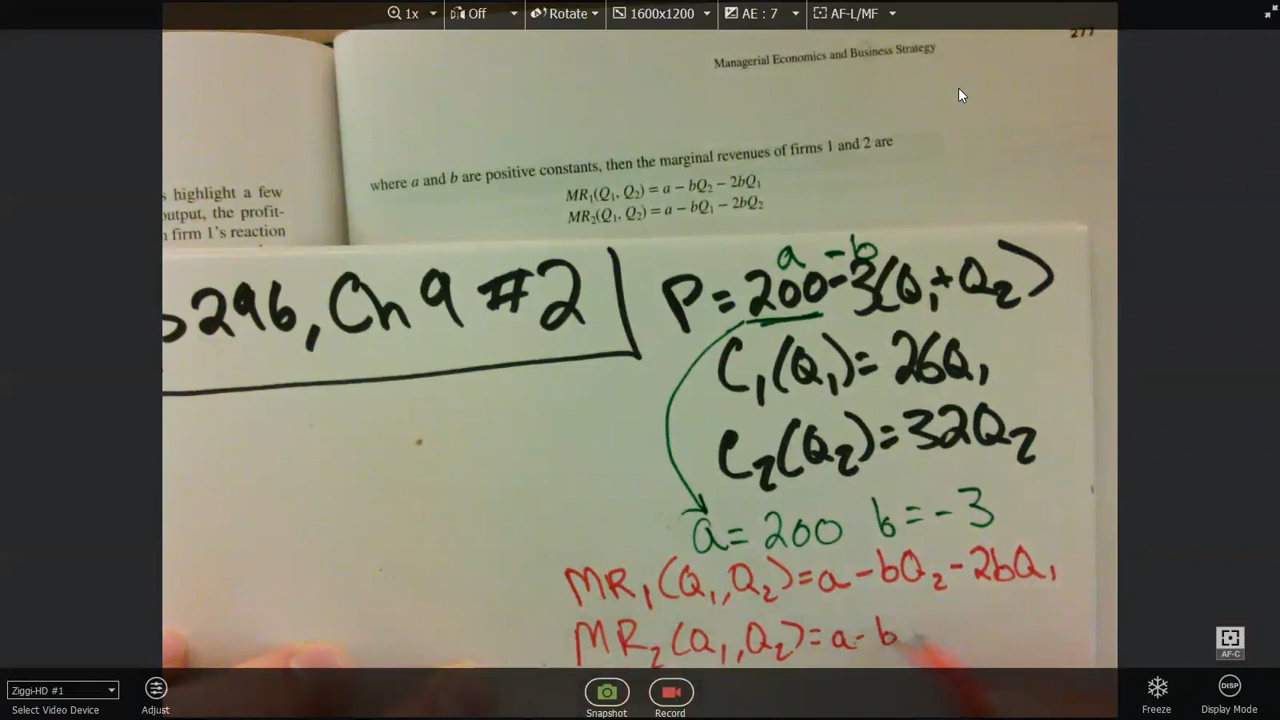 1x Off Rotate 1600x1200 AE : 7 AF-L/MF
277
Managerial Economics and Business Strategy
where a and b are positive constants, then the marginal revenues of firms 1 and 2 are
MR₁(Q₁, Q₂) = a − bQ₂ − 2bQ₁
MR₂(Q₁, Q₂) = a − bQ₁ − 2bQ₂
highlight a few
output, the profit-
firm 1's reaction
296, Ch 9 #2
a - b
P = 200 - 3(Q₁ + Q₂)
C₁(Q₁) = 26Q₁
C₂(Q₂) = 32Q₂
a = 200 b = -3
MR₁(Q₁, Q₂) = a - bQ₂ - 2bQ₁
MR₂(Q₁, Q₂) = a - b
AF-C
Ziggi-HD #1
Select Video Device
Adjust
Snapshot
Record
Freeze
DISP
Display Mode